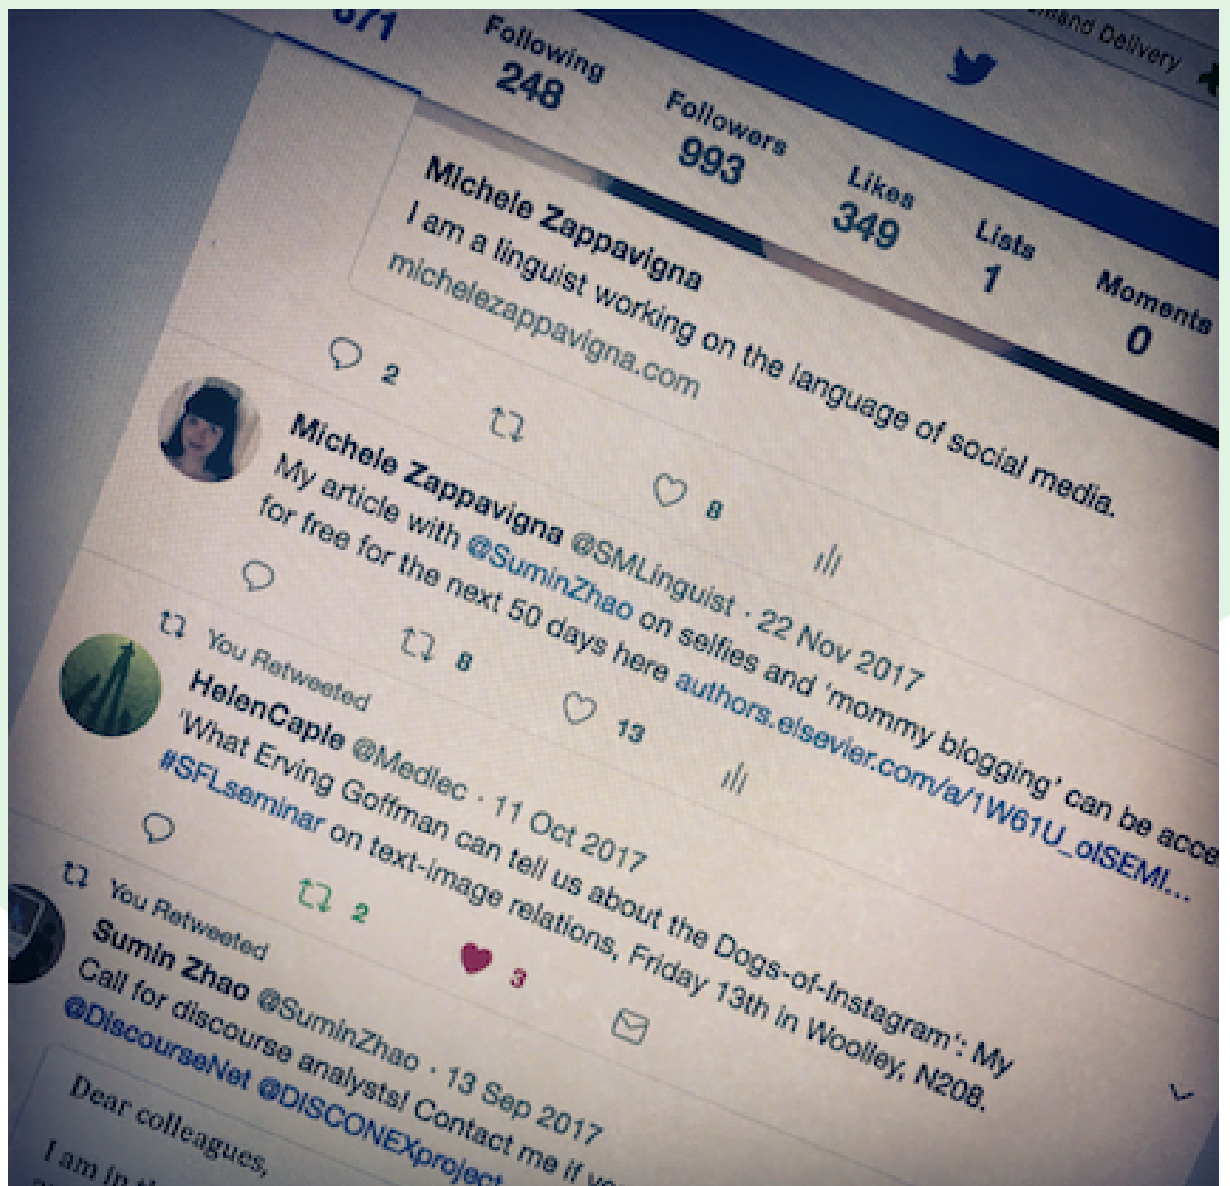 mand Delivery
Following
248
Followers
993
Likes
349
Lists
1
Moments
0
Michele Zappavigna
I am a linguist working on the language of social media.
michelezappavigna.com
2
8
Michele Zappavigna @SMLinguist · 22 Nov 2017
My article with @SuminZhao on selfies and 'mommy blogging' can be acce
for free for the next 50 days here authors.elsevier.com/a/1W61U_oISEMI...
8
13
You Retweeted
HelenCaple @Medlec · 11 Oct 2017
'What Erving Goffman can tell us about the Dogs-of-Instagram': My
#SFLseminar on text-image relations, Friday 13th in Woolley, N208.
2
3
You Retweeted
Sumin Zhao @SuminZhao · 13 Sep 2017
Call for discourse analysts! Contact me if yo
@DiscourseNet @DISCONEXproject
Dear colleagues,
I am in